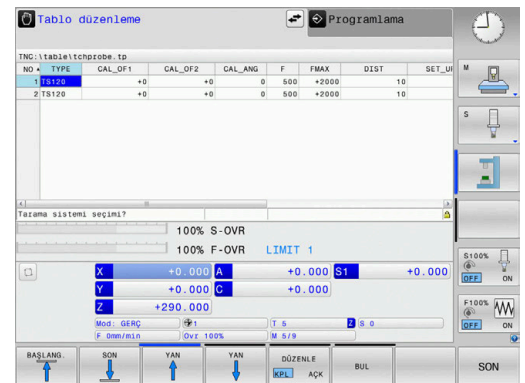 Tablo düzenleme
Programlama
TNC:\table\tchprobe.tp
NO TYPE CAL_OF1 CAL_OF2 CAL_ANG F FMAX DIST SET_UP
1 TS120 +0 +0 0 500 +2000 10
2 TS120 +0 +0 0 500 +2000 10
Tarama sistemi seçimi?
100% S-OVR
100% F-OVR LIMIT 1
X +0.000 A +0.000 S1 +0.000
Y +0.000 C +0.000
Z +290.000
Mod: GERÇ 1 T 5 Z S 0
F 0mm/min Ovr 100% M 5/9
M
S
S100%
OFF ON
F100%
OFF ON
BAŞLANG. SON YAN YAN DÜZENLE BUL SON
KPL AÇK